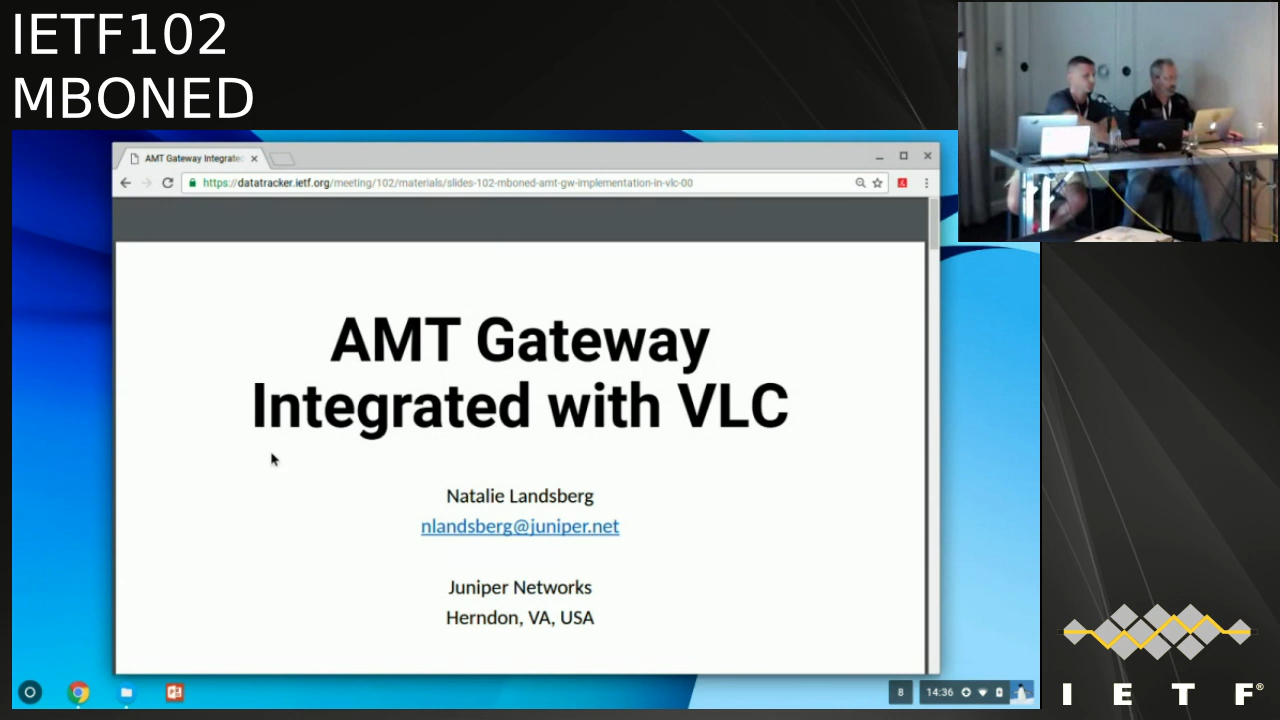 IETF102
MBONED
AMT Gateway Integrate
https://datatracker.ietf.org/meeting/102/materials/slides-102-mboned-amt-gw-implementation-in-vlc-00
AMT Gateway
Integrated with VLC
Natalie Landsberg
nlandsberg@juniper.net
Juniper Networks
Herndon, VA, USA
8
14:36
I E T F®